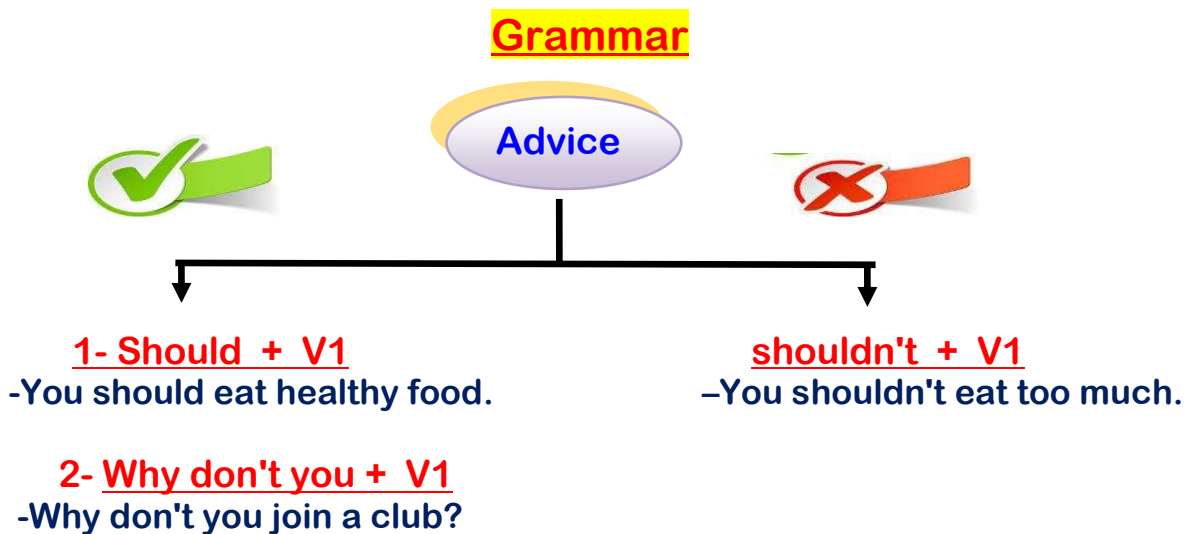 Grammar
Advice
1- Should + V1
-You should eat healthy food.
shouldn't + V1
–You shouldn't eat too much.
2- Why don't you + V1
-Why don't you join a club?